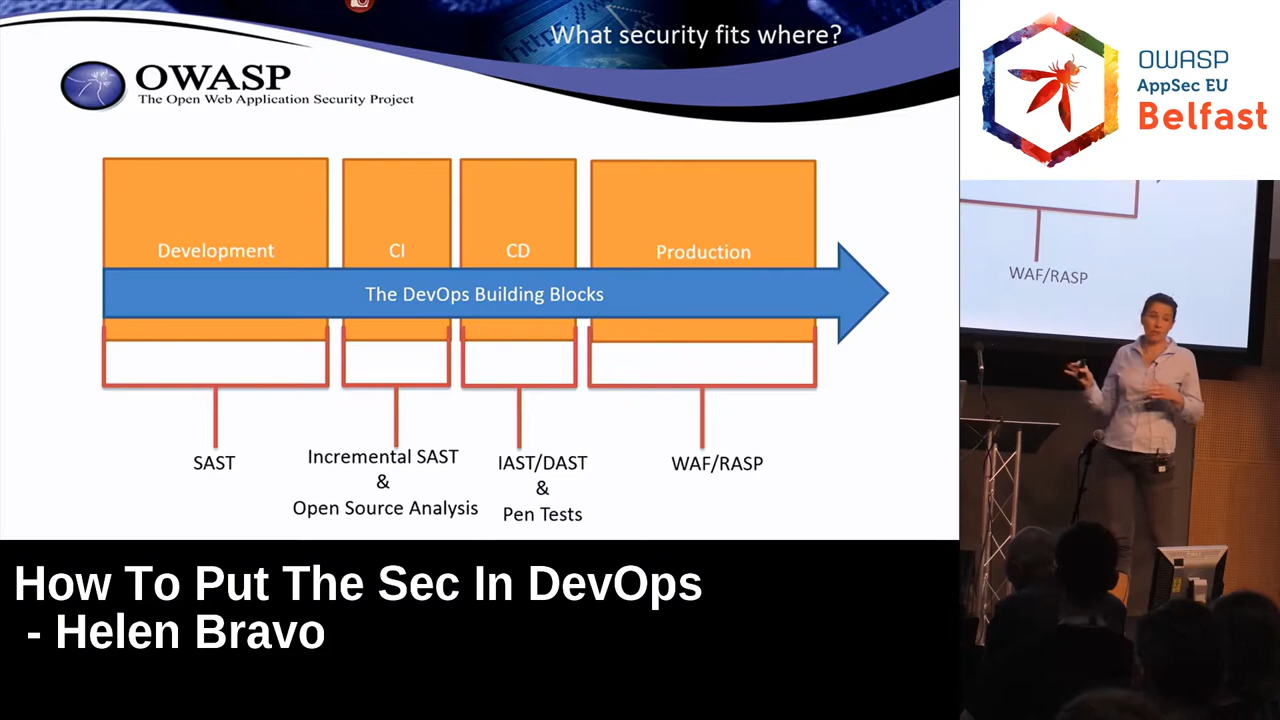 What security fits where?
OWASP
The Open Web Application Security Project
Development
CI
CD
Production
The DevOps Building Blocks
SAST
Incremental SAST
&
Open Source Analysis
IAST/DAST
&
Pen Tests
WAF/RASP
OWASP
AppSec EU
Belfast
WAF/RASP
How To Put The Sec In DevOps
- Helen Bravo